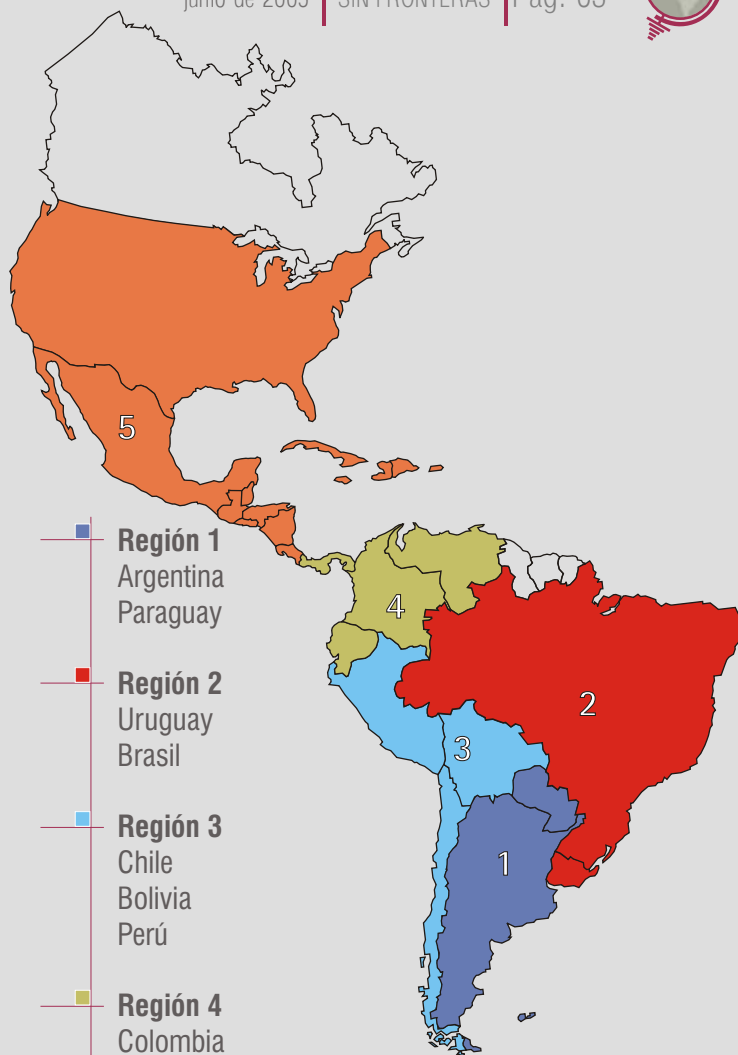 SIN FRONTERAS
5
Región 1
Argentina
Paraguay
4
Región 2
Uruguay
Brasil
2
3
Región 3
Chile
Bolivia
Perú
1
Región 4
Colombia